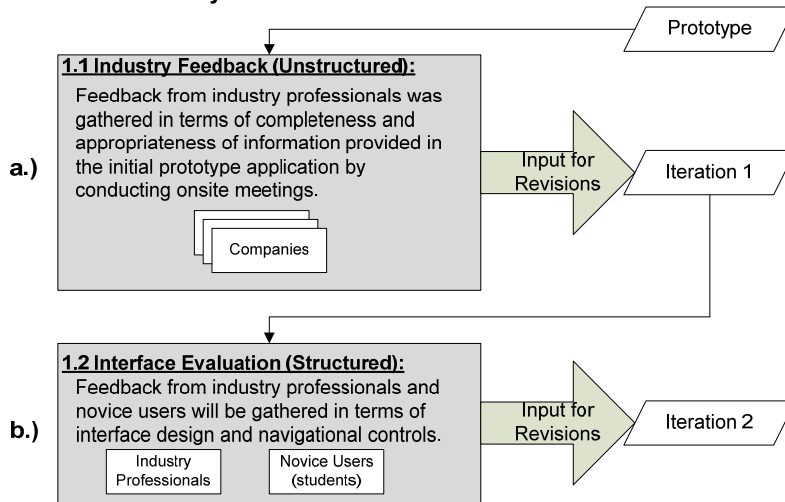 Prototype
1.1 Industry Feedback (Unstructured):
Feedback from industry professionals was
gathered in terms of completeness and
appropriateness of information provided in
the initial prototype application by
conducting onsite meetings.
Companies
a.)
Input for
Revisions
Iteration 1
1.2 Interface Evaluation (Structured):
Feedback from industry professionals and
novice users will be gathered in terms of
interface design and navigational controls.
Industry
Professionals
Novice Users
(students)
b.)
Input for
Revisions
Iteration 2